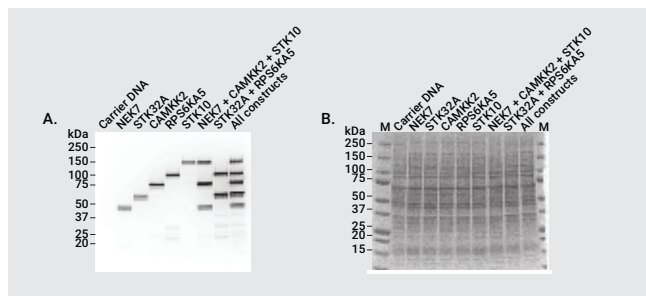 A.
kDa
250
150
100
75
50
37
25
20
Carrier DNA
NEK7
STK32A
CAMKK2
RPS6KA5
STK10
NEK7 + CAMKK2 + STK10
STK32A + RPS6KA5
All constructs
B.
kDa
250
150
100
75
50
37
25
20
15
M
Carrier DNA
NEK7
STK32A
CAMKK2
RPS6KA5
STK10
NEK7 + CAMKK2 + STK10
STK32A + RPS6KA5
All constructs
M